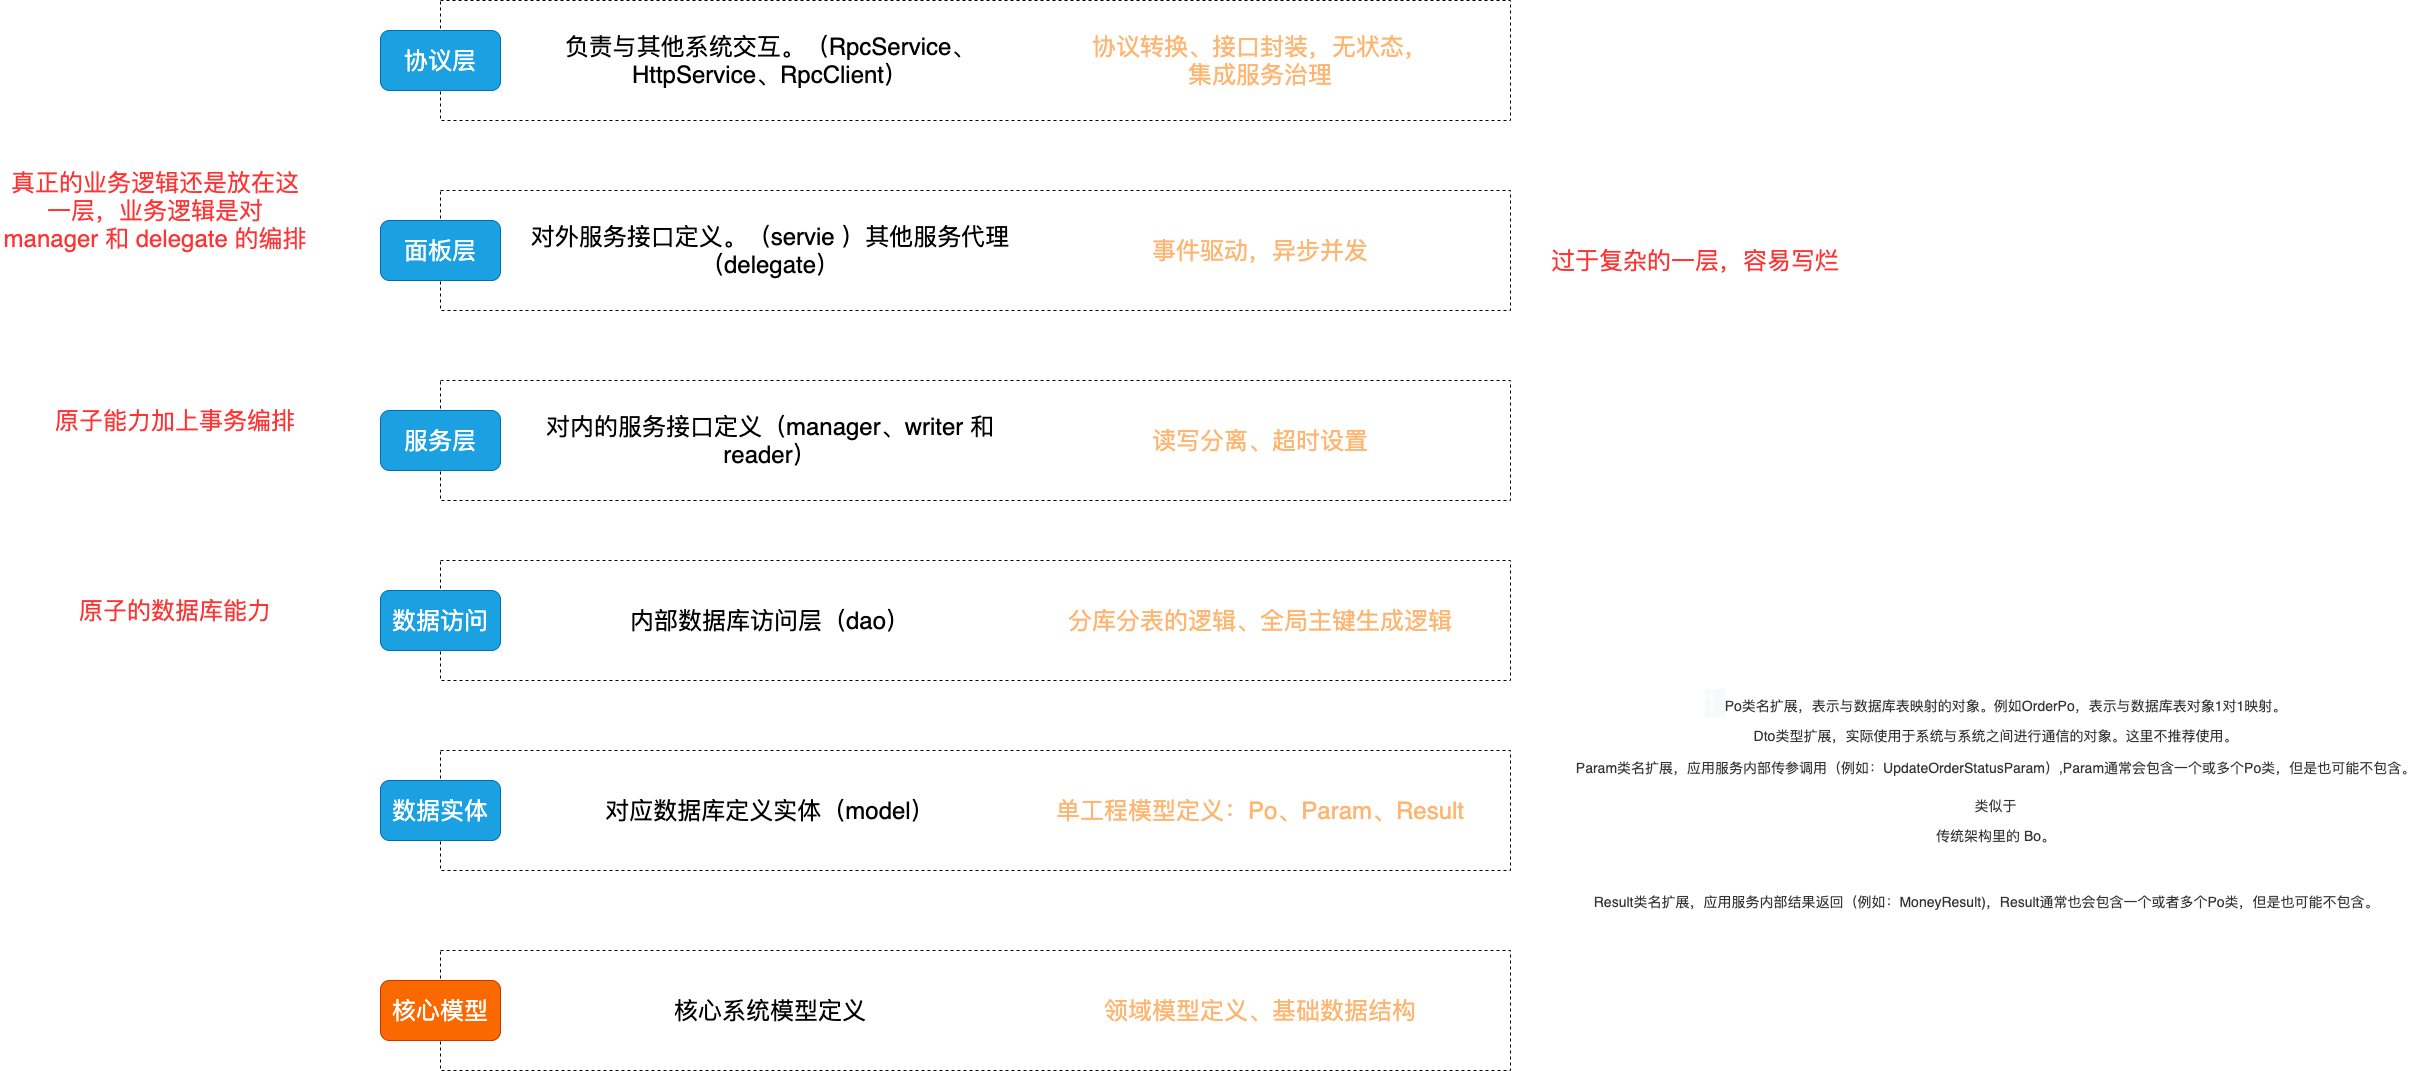 协议层
负责与其他系统交互。（RpcService、
HttpService、RpcClient）
协议转换、接口封装，无状态，
集成服务治理
真正的业务逻辑还是放在这
一层，业务逻辑是对
manager 和 delegate 的编排
面板层
对外服务接口定义。（servie ）其他服务代理
（delegate）
事件驱动，异步并发
过于复杂的一层，容易写烂
原子能力加上事务编排
服务层
对内的服务接口定义（manager、writer 和
reader）
读写分离、超时设置
原子的数据库能力
数据访问
内部数据库访问层（dao）
分库分表的逻辑、全局主键生成逻辑
数据实体
对应数据库定义实体（model）
单工程模型定义：Po、Param、Result
1
Po类名扩展，表示与数据库表映射的对象。例如OrderPo，表示与数据库表对象1对1映射。
Dto类型扩展，实际使用于系统与系统之间进行通信的对象。这里不推荐使用。
Param类名扩展，应用服务内部传参调用（例如：UpdateOrderStatusParam）,Param通常会包含一个或多个Po类，但是也可能不包含。
类似于
传统架构里的 Bo。
Result类名扩展，应用服务内部结果返回（例如：MoneyResult)，Result通常也会包含一个或者多个Po类，但是也可能不包含。
核心模型
核心系统模型定义
领域模型定义、基础数据结构